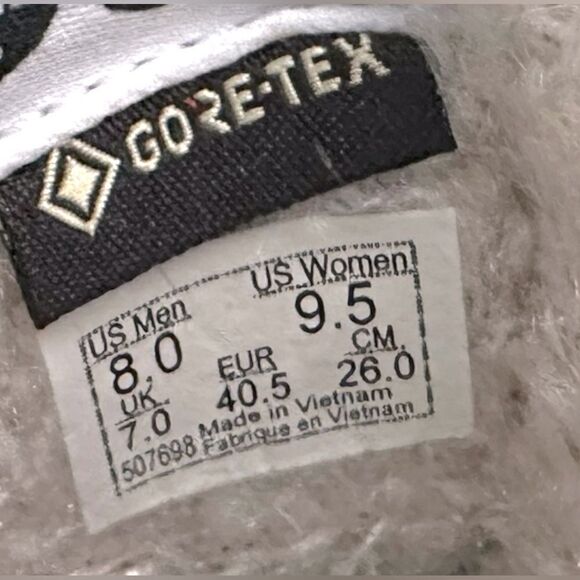 GORE-TEX
US Men US Women
8.0 9.5
UK EUR CM.
7.0 40.5 26.0
Made in Vietnam
507698 Fabrique en Vietnam